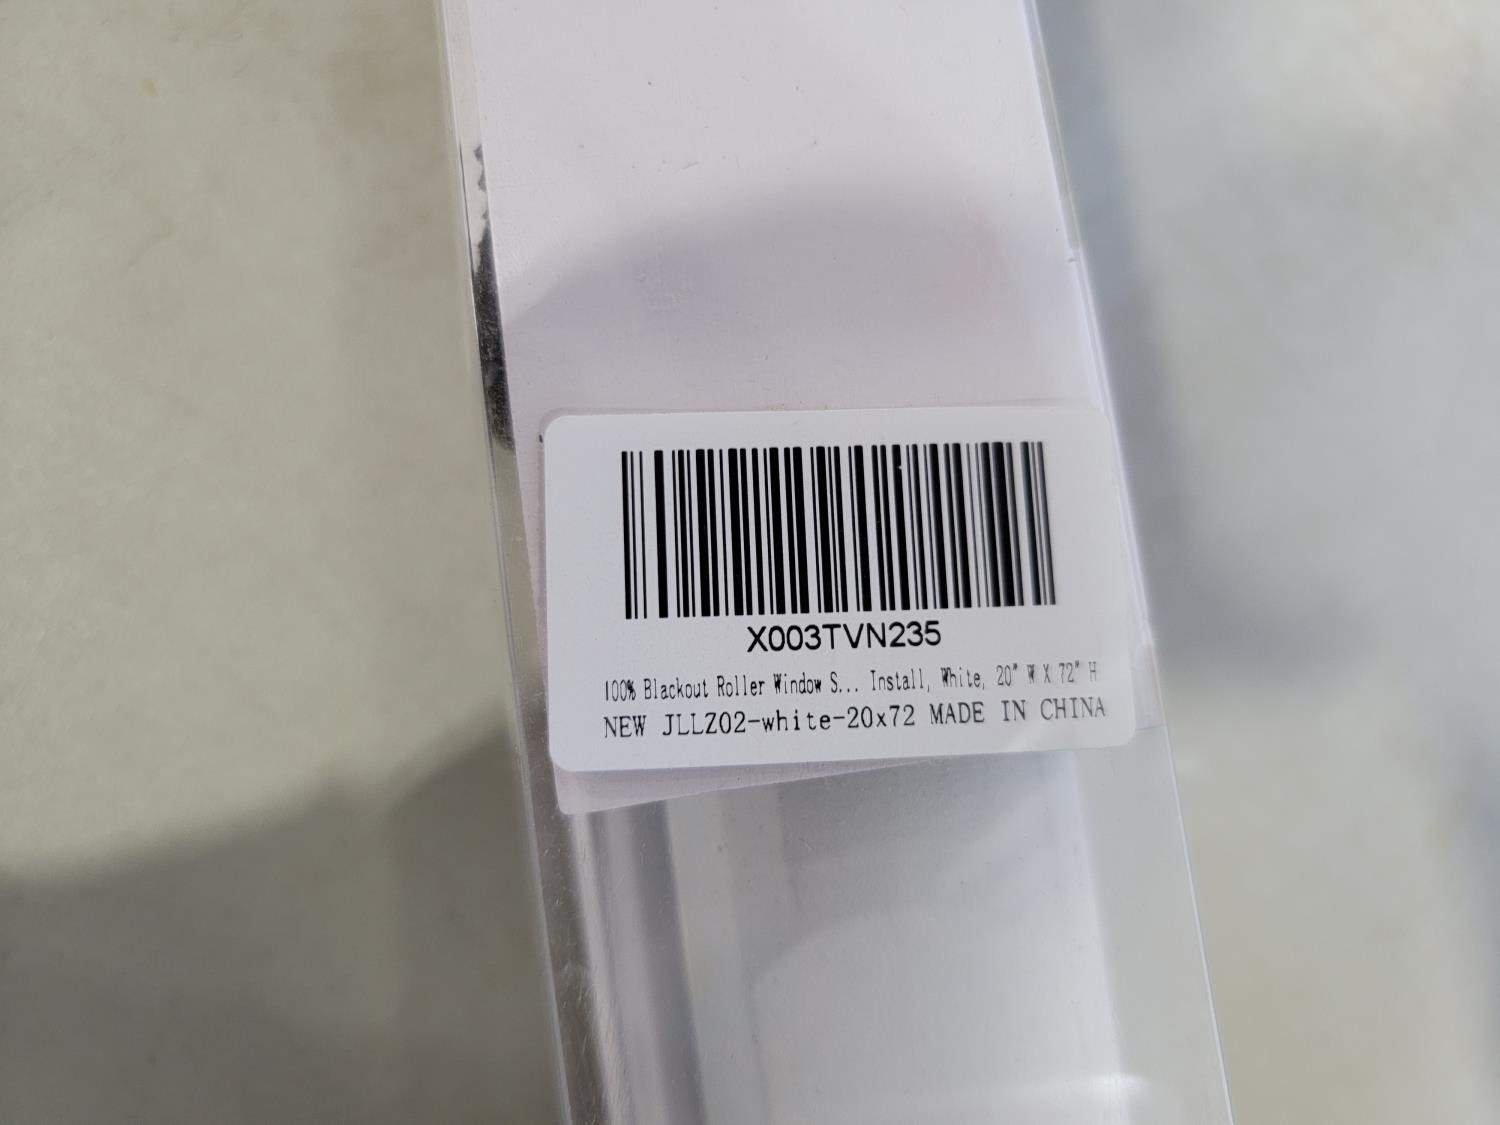 X003TVN235
100% Blackout Roller Window S... Install, White, 20" W X 72" H
NEW JLLZ02-white-20x72 MADE IN CHINA